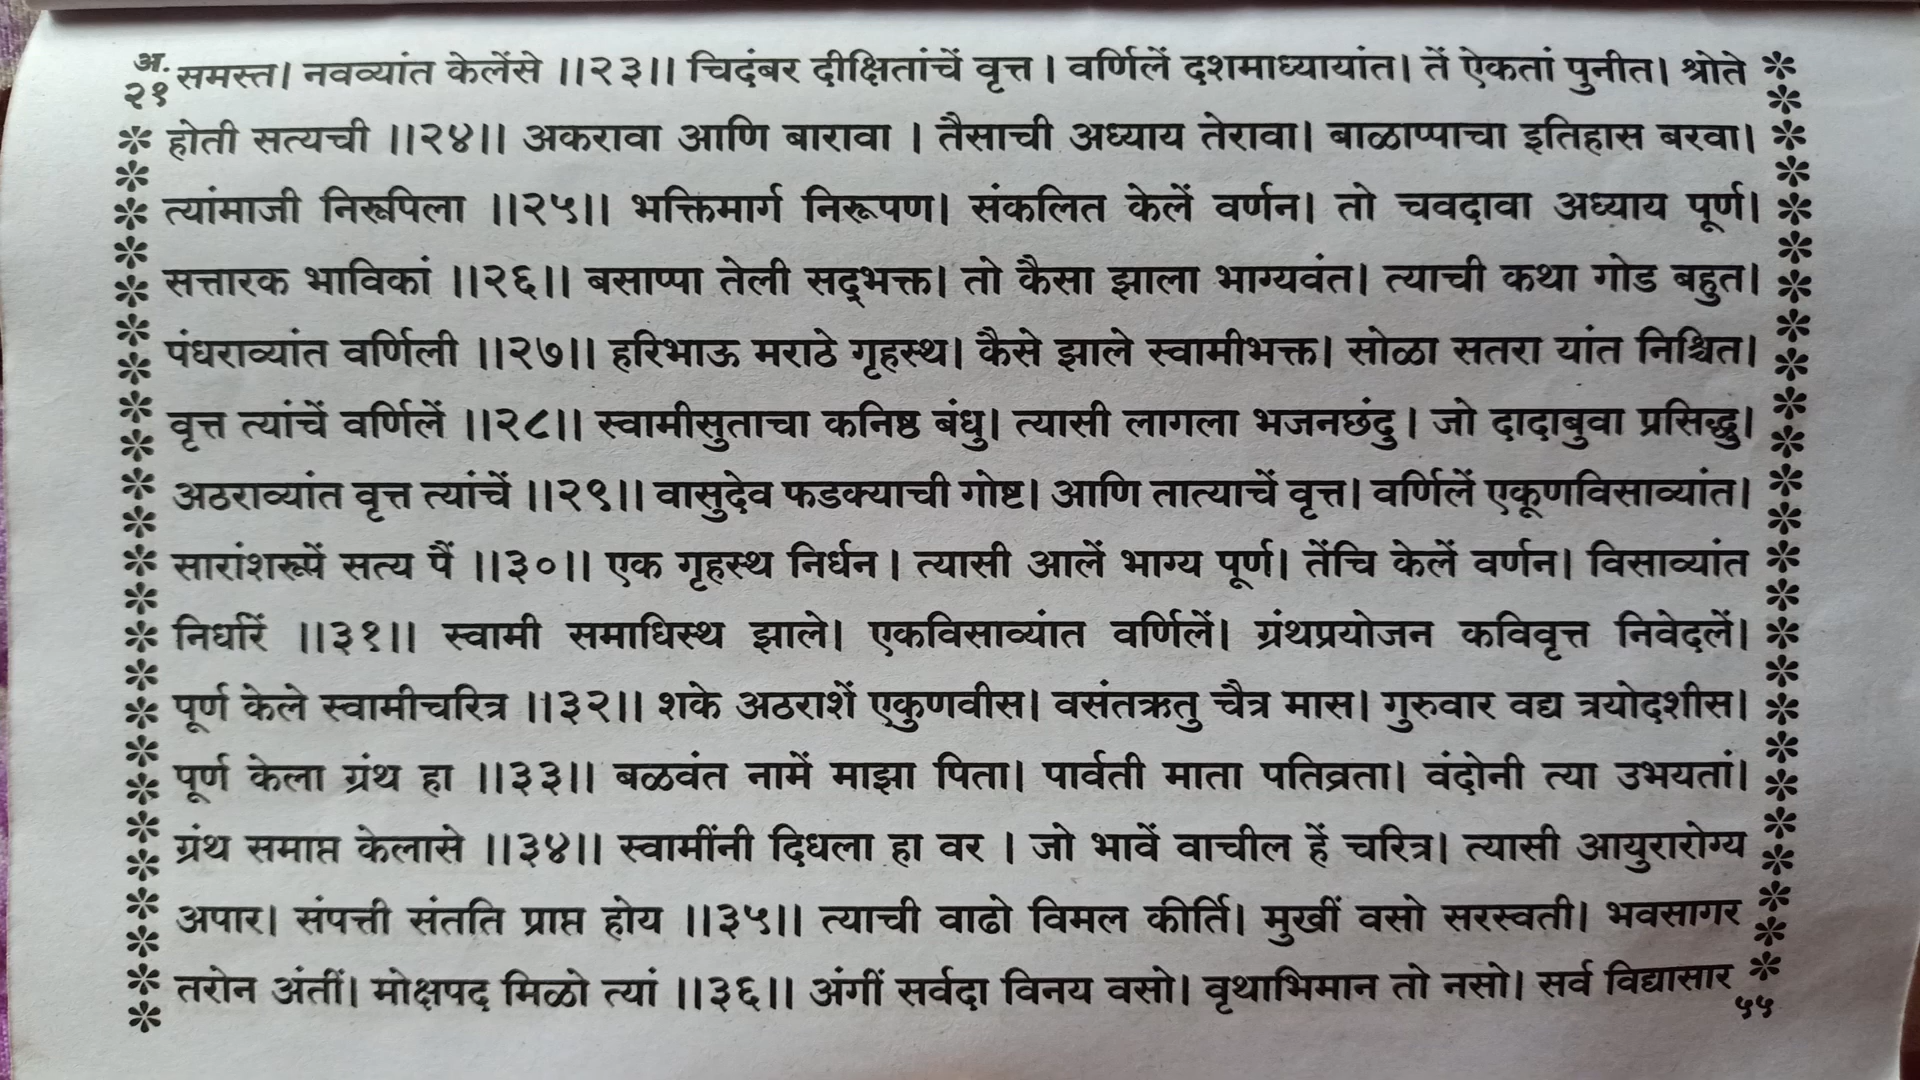 अ.
२१
समस्त। नवव्यांत केलेंसे ॥२३॥ चिदंबर दीक्षितांचें वृत्त। वर्णिलें दशमाध्यायांत। तें ऐकतां पुनीत। श्रोते
होती सत्यची ॥२४॥ अकरावा आणि बारावा । तैसाची अध्याय तेरावा। बाळाप्पाचा इतिहास बरवा।
त्यांमाजी निरूपिला ॥२५॥ भक्तिमार्ग निरूपण। संकलित केलें वर्णन। तो चवदावा अध्याय पूर्ण।
सत्तारक भाविकां ॥२६॥ बसाप्पा तेली सद्‌भक्त। तो कैसा झाला भाग्यवंत। त्याची कथा गोड बहुत।
पंधराव्यांत वर्णिली ॥२७॥ हरिभाऊ मराठे गृहस्थ। कैसे झाले स्वामीभक्त। सोळा सतरा यांत निश्चित।
वृत्त त्यांचें वर्णिलें ॥२८॥ स्वामीसुताचा कनिष्ठ बंधु। त्यासी लागला भजनछंदु। जो दादाबुवा प्रसिद्धु।
अठराव्यांत वृत्त त्यांचें ॥२९॥ वासुदेव फडक्याची गोष्ट। आणि तात्याचें वृत्त। वर्णिलें एकूणविसाव्यांत।
सारांशरूपें सत्य पैं ॥३०॥ एक गृहस्थ निर्धन। त्यासी आलें भाग्य पूर्ण। तेंचि केलें वर्णन। विसाव्यांत
निर्धारें ॥३१॥ स्वामी समाधिस्थ झाले। एकविसाव्यांत वर्णिलें। ग्रंथप्रयोजन कविवृत्त निवेदलें।
पूर्ण केले स्वामीचरित्र ॥३२॥ शके अठराशें एकुणवीस। वसंतऋतु चैत्र मास। गुरुवार वद्य त्रयोदशीस।
पूर्ण केला ग्रंथ हा ॥३३॥ बळवंत नामें माझा पिता। पार्वती माता पतिव्रता। वंदोनी त्या उभयतां।
ग्रंथ समाप्त केलासे ॥३४॥ स्वामींनी दिधला हा वर । जो भावें वाचील हें चरित्र। त्यासी आयुरारोग्य
अपार। संपत्ती संतति प्राप्त होय ॥३५॥ त्याची वाढो विमल कीर्ति। मुखीं वसो सरस्वती। भवसागर
तरोन अंतीं। मोक्षपद मिळो त्यां ॥३६॥ अंगीं सर्वदा विनय वसो। वृथाभिमान तो नसो। सर्व विद्यासार
५५